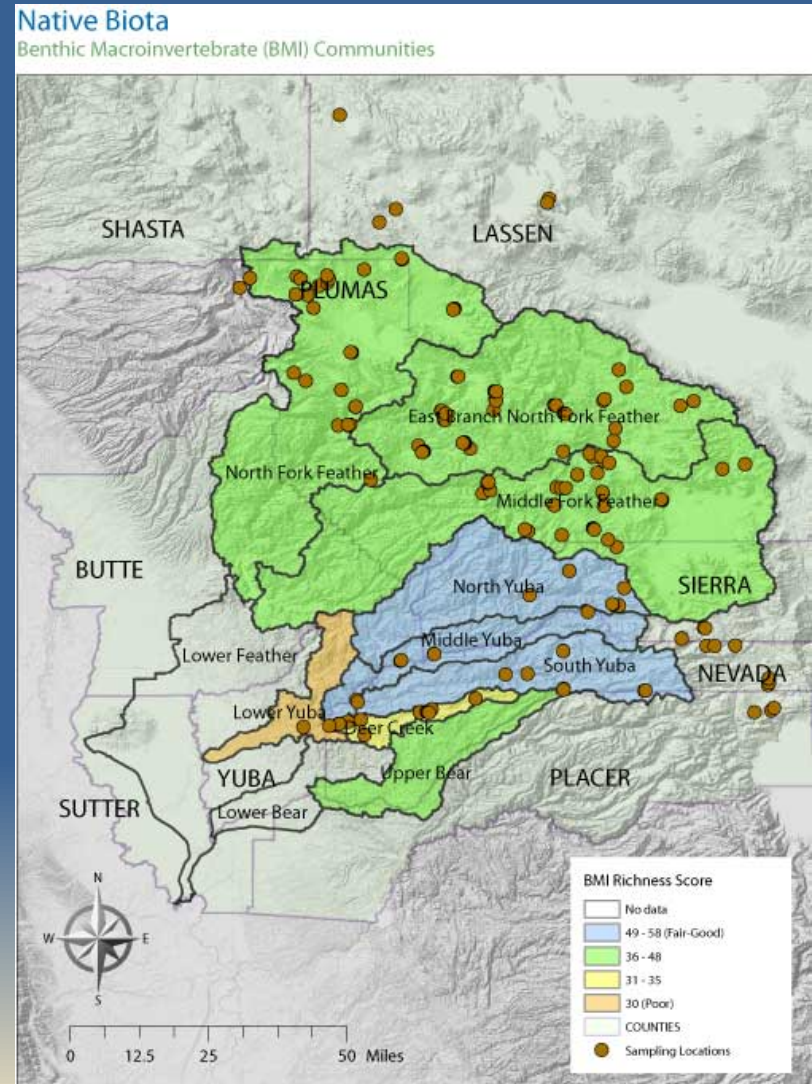 Native Biota
Benthic Macroinvertebrate (BMI) Communities
SHASTA
LASSEN
PLUMAS
East Branch North Fork Feather
North Fork Feather
Middle Fork Feather
BUTTE
North Yuba
SIERRA
Middle Yuba
Lower Feather
South Yuba
NEVADA
Lower Yuba
Deer Creek
YUBA
Upper Bear
PLACER
SUTTER
Lower Bear
N
W
E
S
0 12.5 25 50 Miles
BMI Richness Score
No data
49 - 58 (Fair-Good)
36 - 48
31 - 35
30 (Poor)
COUNTIES
Sampling Locations